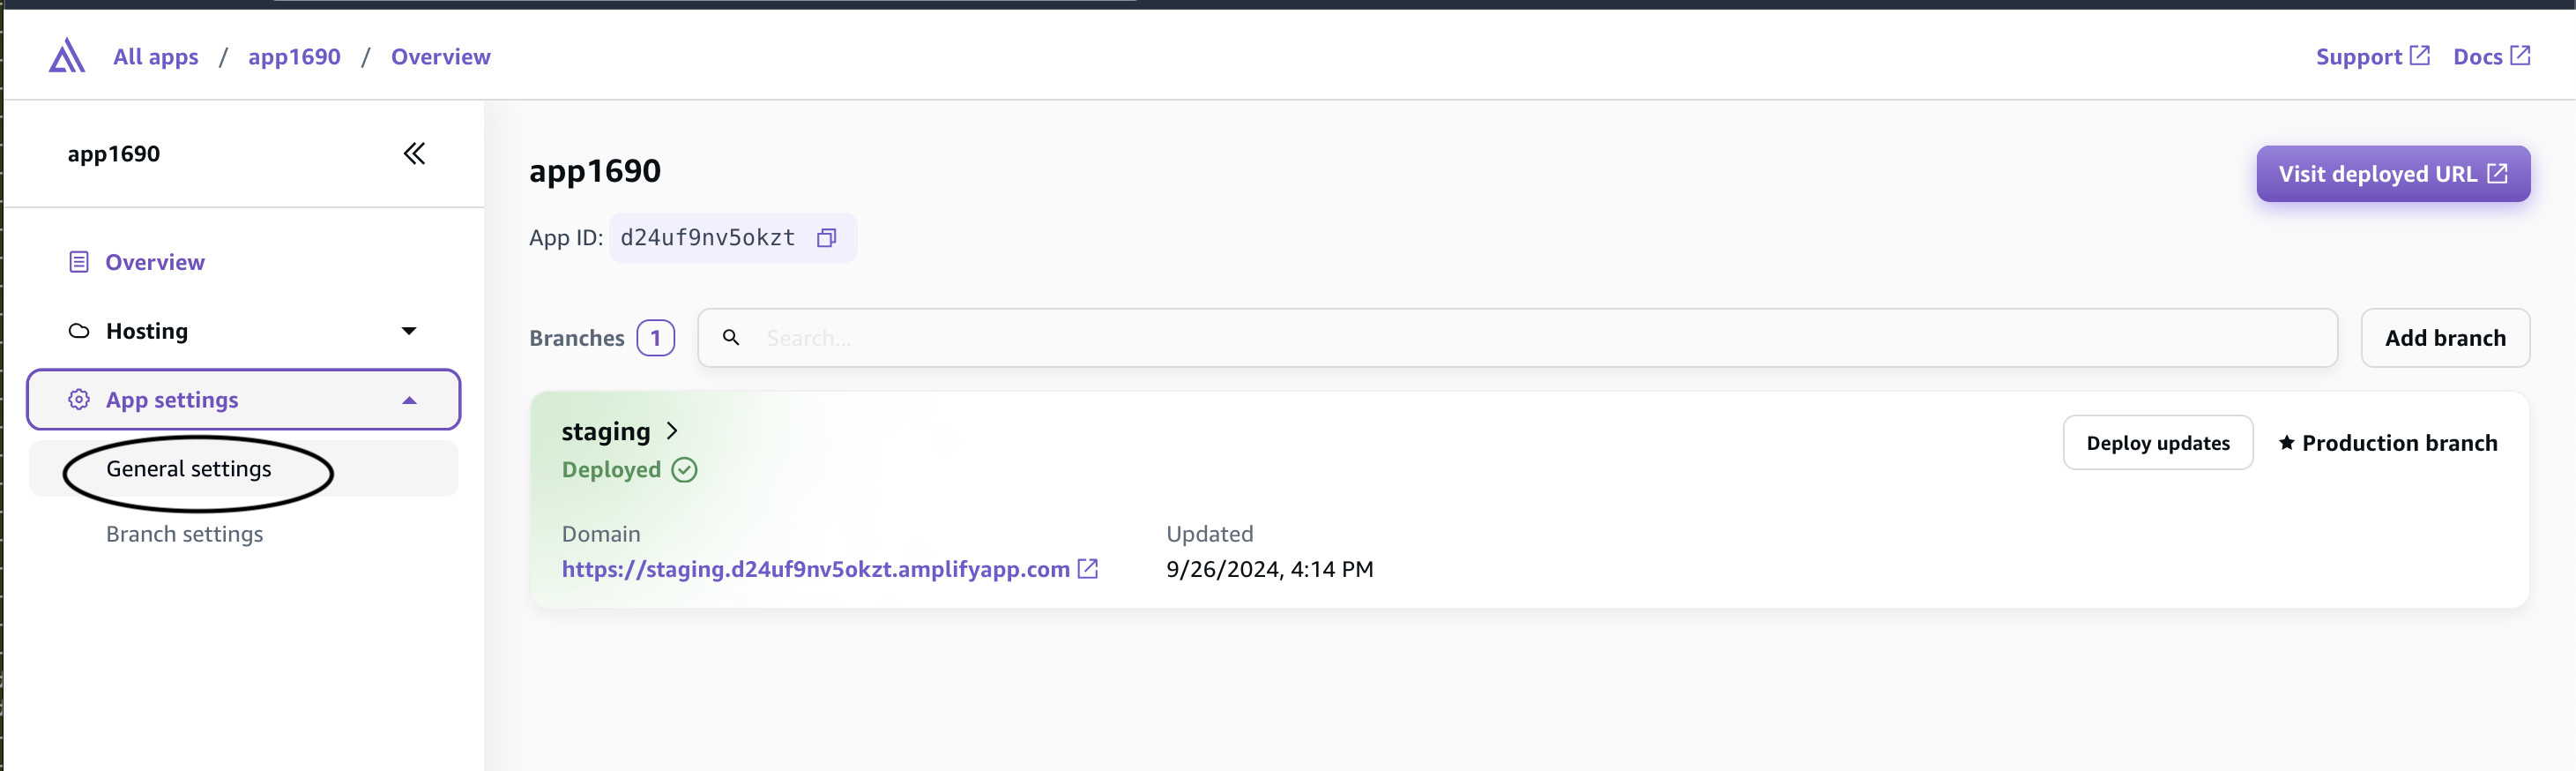 All apps / app1690 / Overview
Support Docs
app1690
Overview
Hosting
App settings
General settings
Branch settings
app1690
Visit deployed URL
App ID: d24uf9nv5okzt
Branches 1 Search... Add branch
staging
Deployed
Deploy updates Production branch
Domain Updated
https://staging.d24uf9nv5okzt.amplifyapp.com 9/26/2024, 4:14 PM